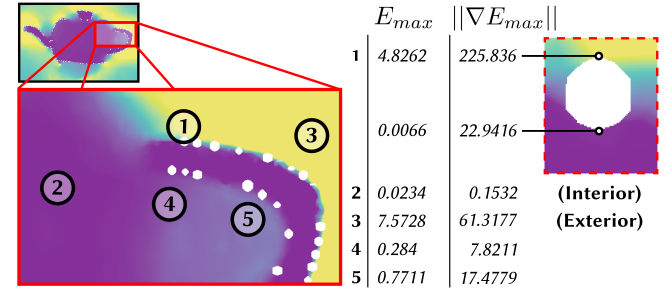 E_max ||∇E_max||
1 4.8262 225.836
0.0066 22.9416
2 0.0234 0.1532 (Interior)
3 7.5728 61.3177 (Exterior)
4 0.284 7.8211
5 0.7711 17.4779
1
3
2
4
5